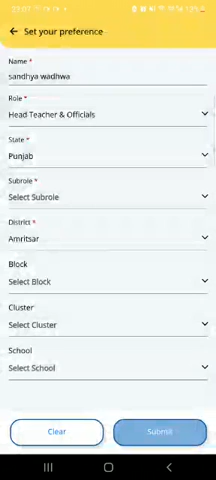 Set your preference
Name *
sandhya wadhwa
Role *
Head Teacher & Officials
State *
Punjab
Subrole *
Select Subrole
District *
Amritsar
Block
Select Block
Cluster
Select Cluster
School
Select School
Clear
Submit